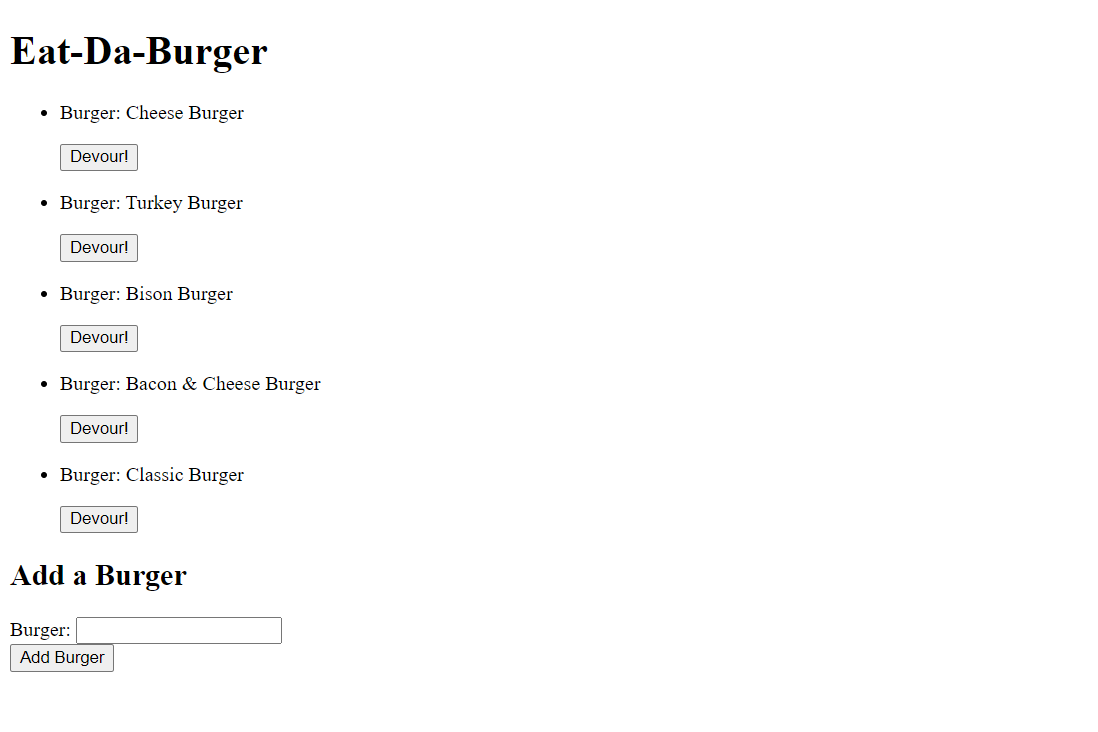 Eat-Da-Burger
Burger: Cheese Burger
Devour!
Burger: Turkey Burger
Devour!
Burger: Bison Burger
Devour!
Burger: Bacon & Cheese Burger
Devour!
Burger: Classic Burger
Devour!
Add a Burger
Burger:
Add Burger